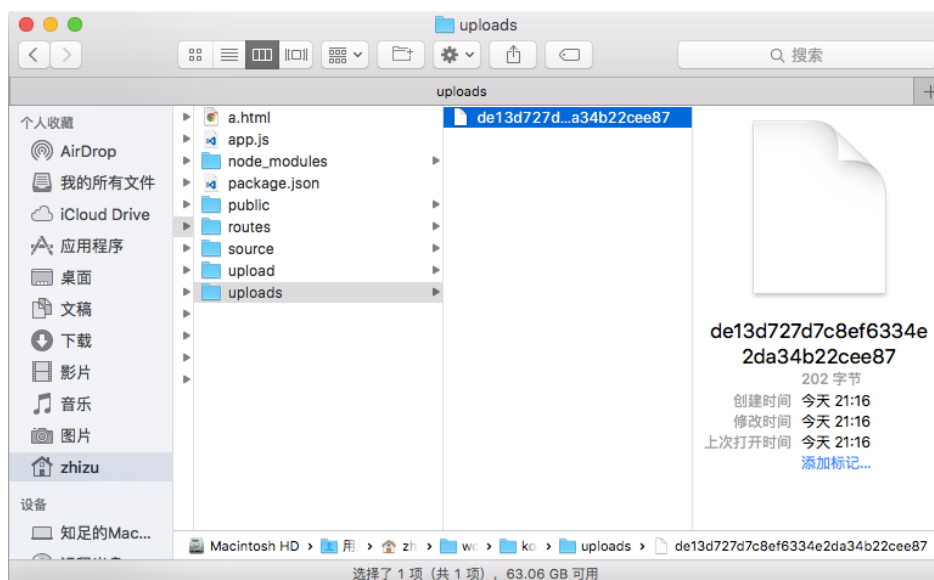 uploads
搜索
uploads
个人收藏
AirDrop
我的所有文件
iCloud Drive
应用程序
桌面
文稿
下载
影片
音乐
图片
zhizu
设备
知足的Mac...
a.html
app.js
node_modules
package.json
public
routes
source
upload
uploads
de13d727d...a34b22cee87
de13d727d7c8ef6334e
2da34b22cee87
202 字节
创建时间 今天 21:16
修改时间 今天 21:16
上次打开时间 今天 21:16
添加标记...
Macintosh HD › 用 › zh › wo › ko › uploads › de13d727d7c8ef6334e2da34b22cee87
选择了 1 项（共 1 项），63.06 GB 可用